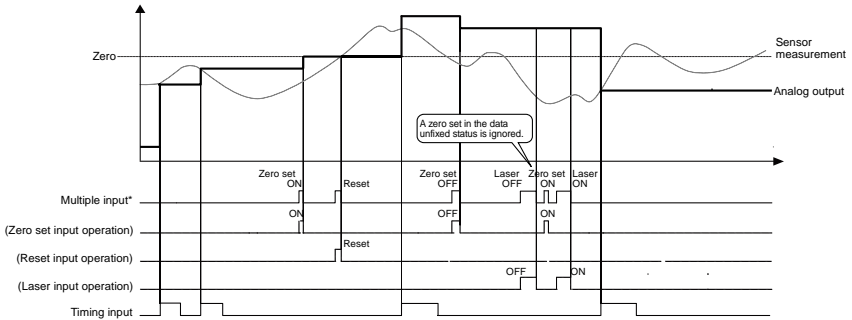 Zero
Sensor
measurement
Analog output
A zero set in the data
unfixed status is ignored.
Zero set
ON
Reset
Zero set
OFF
Laser
OFF
Zero set
ON
Laser
ON
Multiple input*
ON
OFF
ON
(Zero set input operation)
Reset
(Reset input operation)
OFF
ON
(Laser input operation)
Timing input